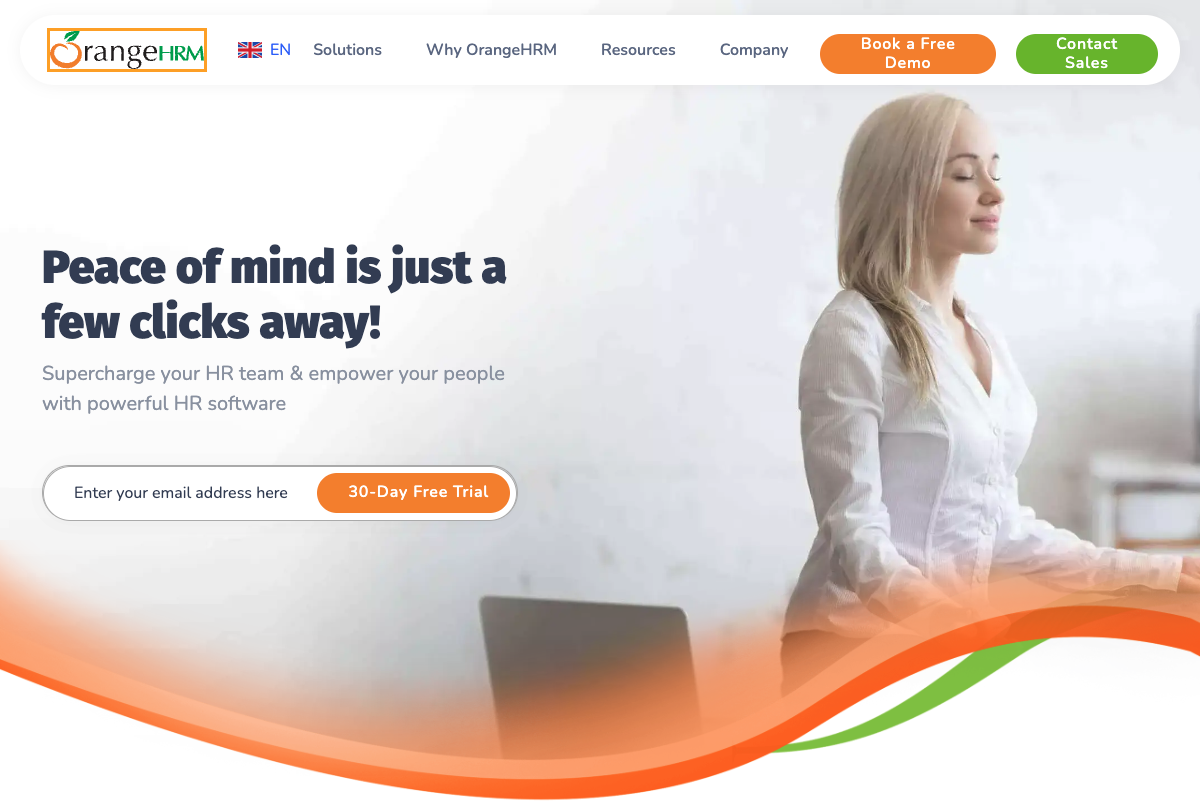 OrangeHRM
EN
Solutions
Why OrangeHRM
Resources
Company
Book a Free
Demo
Contact
Sales
Peace of mind is just a
few clicks away!
Supercharge your HR team & empower your people
with powerful HR software
Enter your email address here
30-Day Free Trial